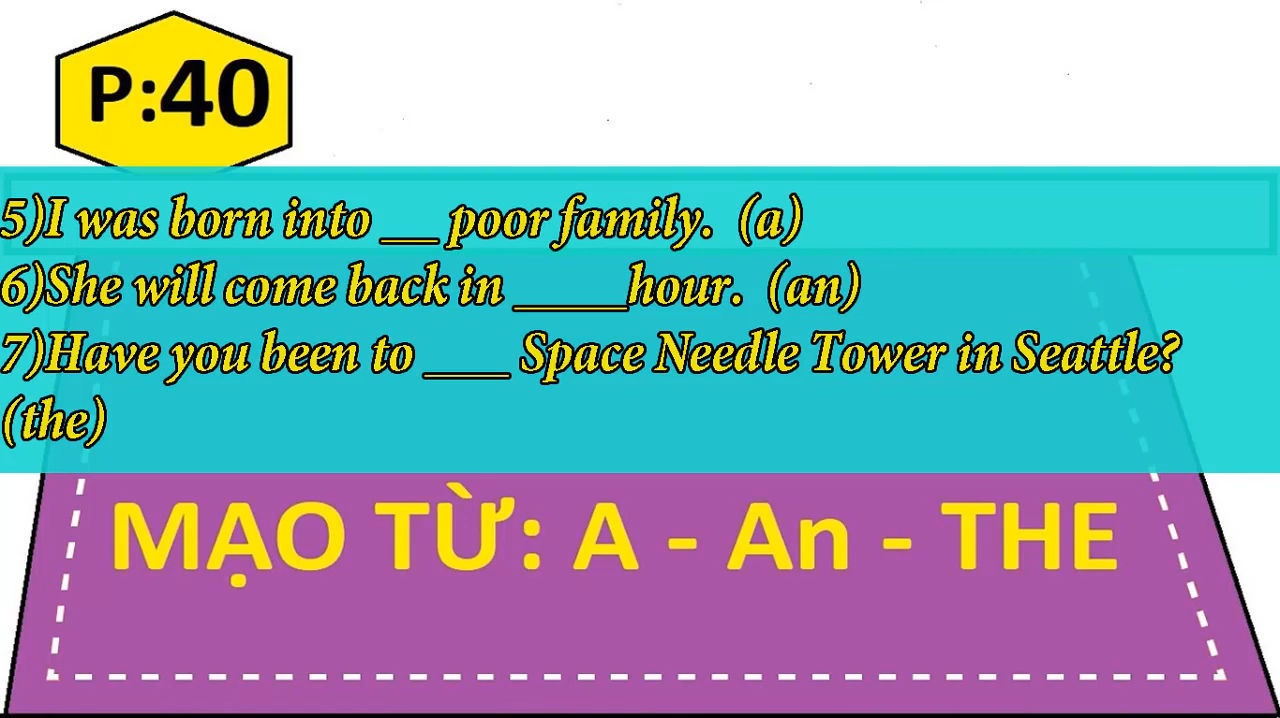 P:40
5)I was born into __ poor family. (a)
6)She will come back in ____hour. (an)
7)Have you been to ___ Space Needle Tower in Seattle?
(the)
MẠO TỪ: A - An - THE